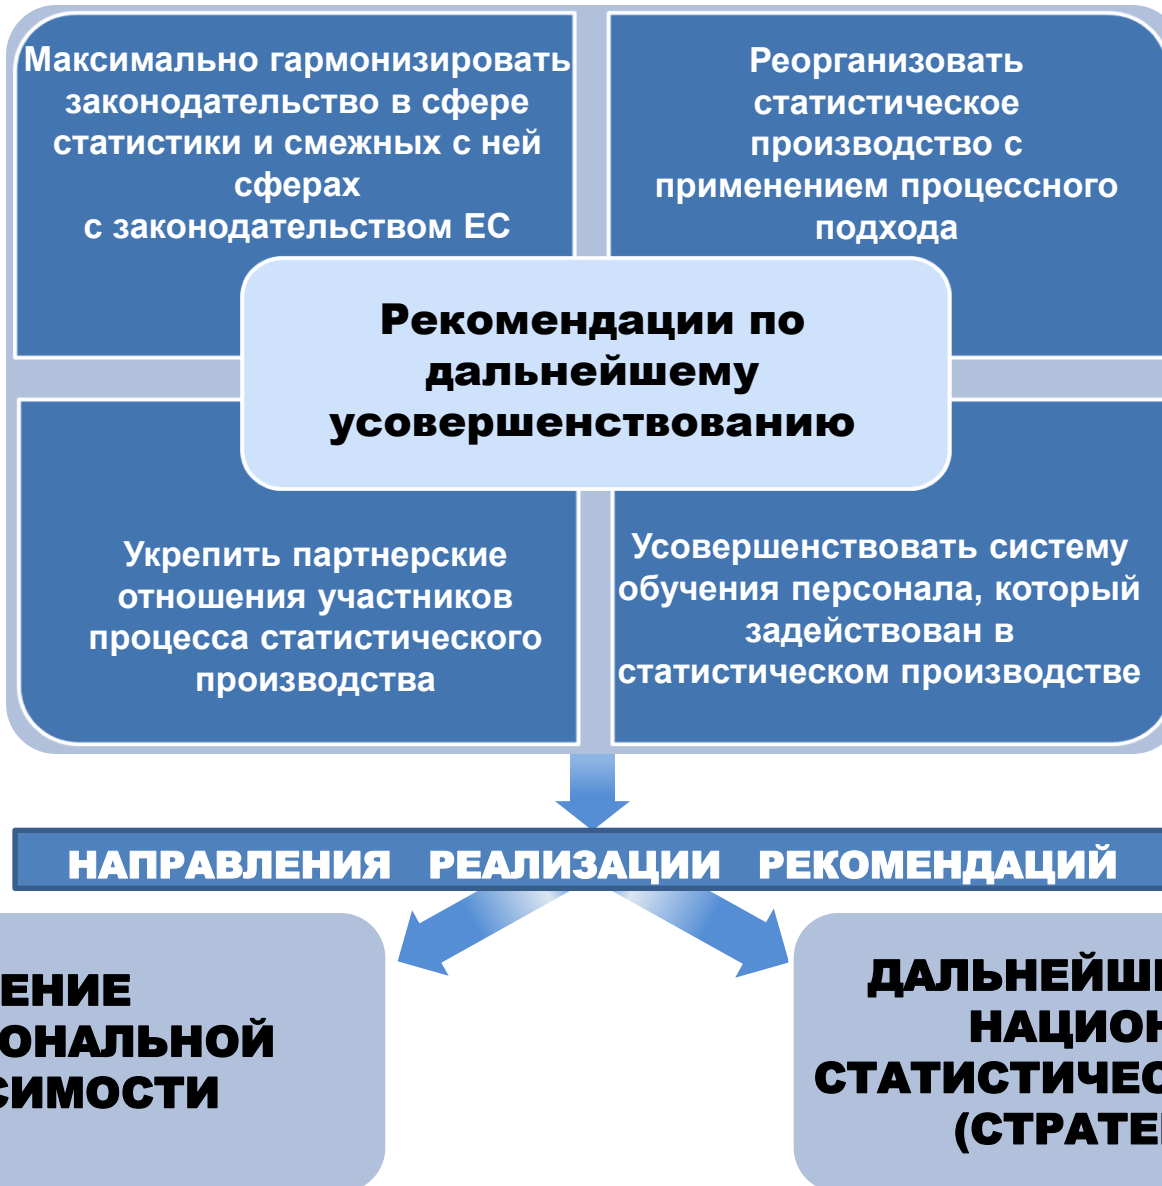 Максимально гармонизировать
законодательство в сфере
статистики и смежных с ней
сферах
с законодательством ЕС
Реорганизовать
статистическое
производство с
применением процессного
подхода
Рекомендации по
дальнейшему
усовершенствованию
Укрепить партнерские
отношения участников
процесса статистического
производства
Усовершенствовать систему
обучения персонала, который
задействован в
статистическом производстве
НАПРАВЛЕНИЯ РЕАЛИЗАЦИИ РЕКОМЕНДАЦИЙ
ЕНИЕ
ОНАЛЬНОЙ
СИМОСТИ
ДАЛЬНЕЙШ
НАЦИОН
СТАТИСТИЧЕС
(СТРАТЕ